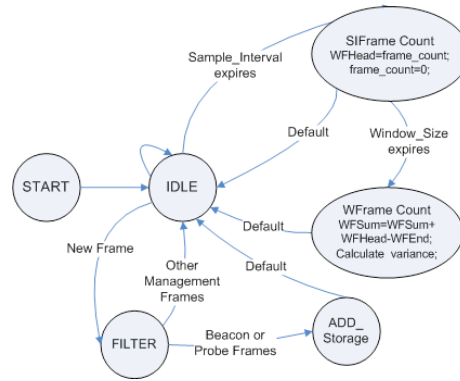 Sample_Interval
expires
SIFrame Count
WFHead=frame_count;
frame_count=0;
Default
Window_Size
expires
START
IDLE
WFrame Count
WFSum=WFSum+
WFHead-WFEnd;
Calculate variance;
Default
New Frame
Other
Management
Frames
Default
FILTER
Beacon or
Probe Frames
ADD_
Storage